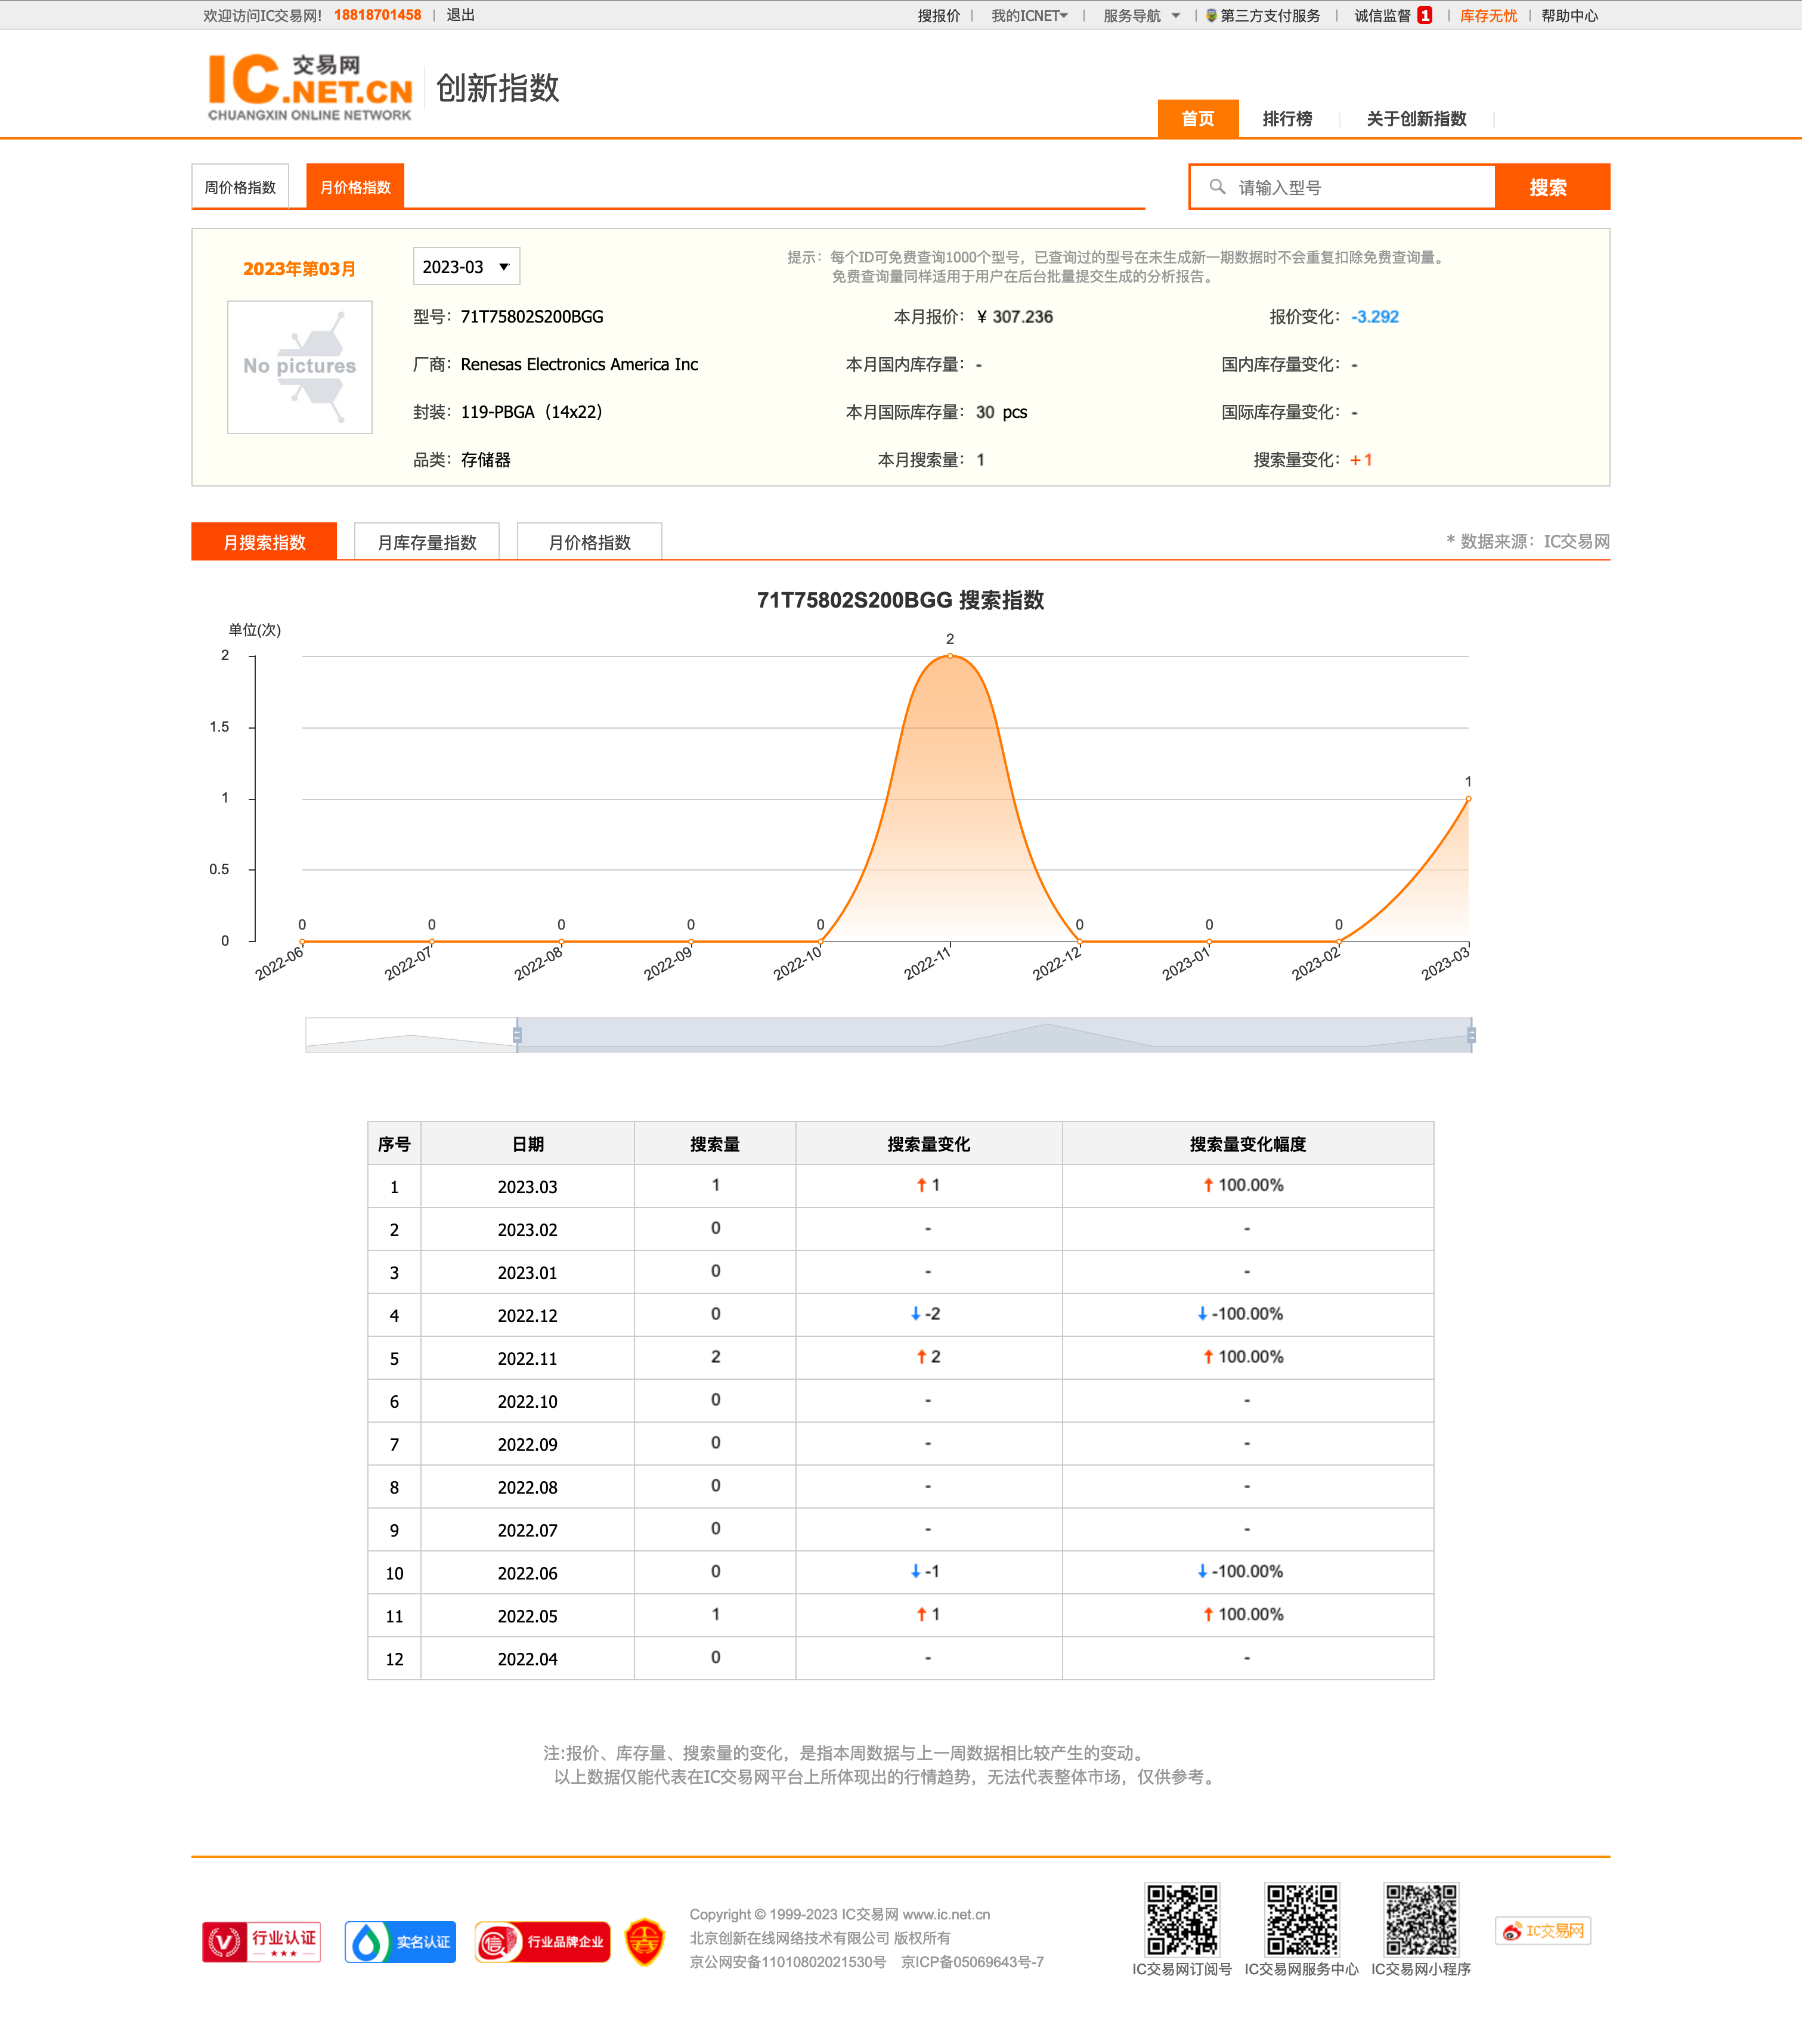 欢迎访问IC交易网! 18818701458 | 退出 搜报价 | 我的ICNET | 服务导航 | 第三方支付服务 | 诚信监督 1 | 库存无忧 | 帮助中心
IC.NET.CN 交易网 创新指数
CHUANGXIN ONLINE NETWORK
首页 排行榜 关于创新指数
周价格指数 月价格指数 请输入型号 搜索
2023年第03月 2023-03 提示：每个ID可免费查询1000个型号，已查询过的型号在未生成新一期数据时不会重复扣除免费查询量。
免费查询量同样适用于用户在后台批量提交生成的分析报告。
No pictures
型号：71T75802S200BGG 本月报价：¥ 307.236 报价变化：-3.292
厂商：Renesas Electronics America Inc 本月国内库存量：- 国内库存量变化：-
封装：119-PBGA（14x22） 本月国际库存量：30 pcs 国际库存量变化：-
品类：存储器 本月搜索量：1 搜索量变化：+1
月搜索指数 月库存量指数 月价格指数 * 数据来源：IC交易网
71T75802S200BGG 搜索指数
单位(次)
2
2
1.5
1
1
0.5
0 0 0 0 0 0 0 0
0
2022-06 2022-07 2022-08 2022-09 2022-10 2022-11 2022-12 2023-01 2023-02 2023-03
序号 日期 搜索量 搜索量变化 搜索量变化幅度
1 2023.03 1 ↑ 1 ↑ 100.00%
2 2023.02 0 - -
3 2023.01 0 - -
4 2022.12 0 ↓ -2 ↓ -100.00%
5 2022.11 2 ↑ 2 ↑ 100.00%
6 2022.10 0 - -
7 2022.09 0 - -
8 2022.08 0 - -
9 2022.07 0 - -
10 2022.06 0 ↓ -1 ↓ -100.00%
11 2022.05 1 ↑ 1 ↑ 100.00%
12 2022.04 0 - -
注:报价、库存量、搜索量的变化，是指本周数据与上一周数据相比较产生的变动。
以上数据仅能代表在IC交易网平台上所体现出的行情趋势，无法代表整体市场，仅供参考。
行业认证
实名认证
信 行业品牌企业
Copyright © 1999-2023 IC交易网 www.ic.net.cn
北京创新在线网络技术有限公司 版权所有
京公网安备11010802021530号 京ICP备05069643号-7
IC交易网订阅号 IC交易网服务中心 IC交易网小程序
IC交易网